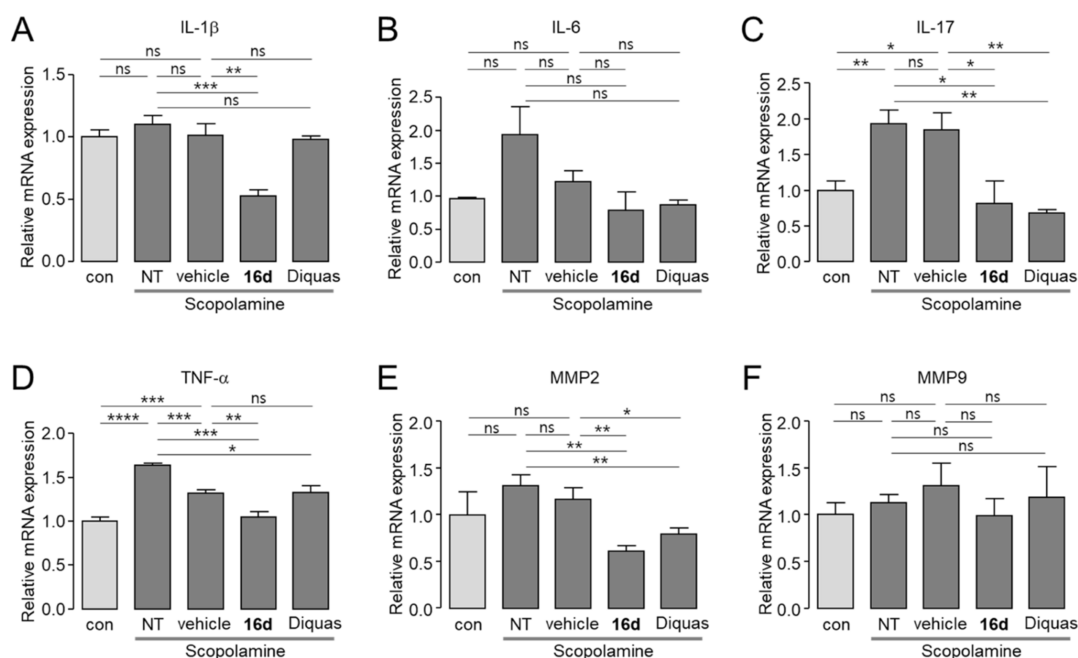 A
IL-1β
ns
ns
ns
ns
**
***
ns
Relative mRNA expression
1.5
1.0
0.5
0.0
con
NT
vehicle
16d
Diquas
Scopolamine
B
IL-6
ns
ns
ns
ns
ns
ns
ns
Relative mRNA expression
2.0
1.5
1.0
0.5
0.0
con
NT
vehicle
16d
Diquas
Scopolamine
C
IL-17
*
**
**
ns
*
*
**
Relative mRNA expression
2.0
1.5
1.0
0.5
0.0
con
NT
vehicle
16d
Diquas
Scopolamine
D
TNF-α
***
ns
****
***
**
***
*
Relative mRNA expression
2.0
1.5
1.0
0.5
0.0
con
NT
vehicle
16d
Diquas
Scopolamine
E
MMP2
ns
*
ns
ns
**
**
**
Relative mRNA expression
2.0
1.5
1.0
0.5
0.0
con
NT
vehicle
16d
Diquas
Scopolamine
F
MMP9
ns
ns
ns
ns
ns
ns
ns
Relative mRNA expression
2.0
1.5
1.0
0.5
0.0
con
NT
vehicle
16d
Diquas
Scopolamine